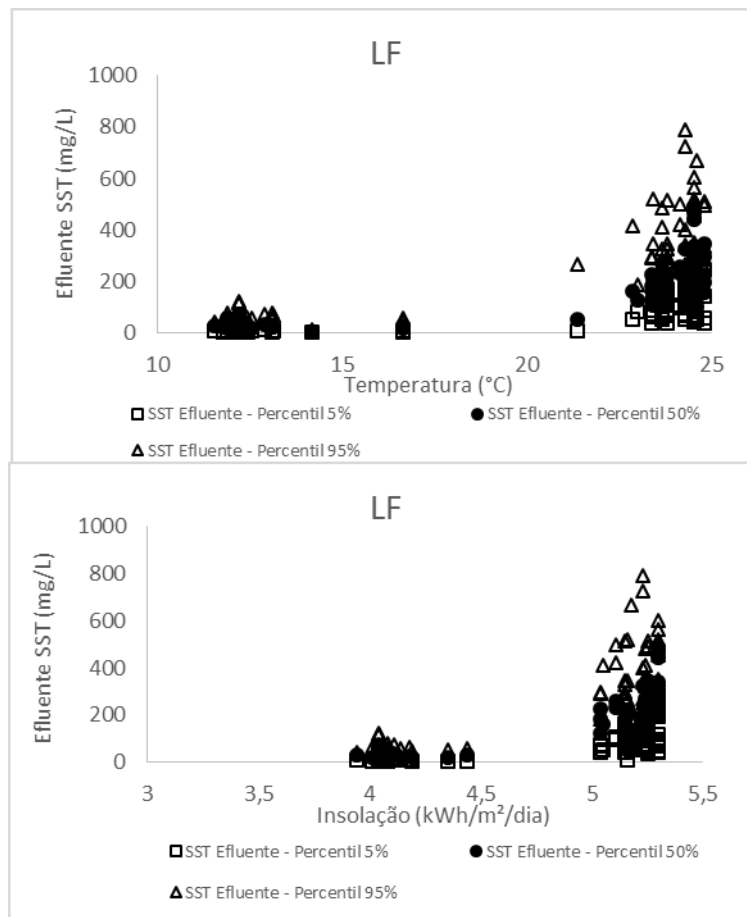 LF
1000
800
600
400
200
0
Efluente SST (mg/L)
10 15 20 25
Temperatura (°C)
SST Efluente - Percentil 5% SST Efluente - Percentil 50%
SST Efluente - Percentil 95%
LF
1000
800
600
400
200
0
Efluente SST (mg/L)
3 3,5 4 4,5 5 5,5
Insolação (kWh/m²/dia)
SST Efluente - Percentil 5% SST Efluente - Percentil 50%
SST Efluente - Percentil 95%